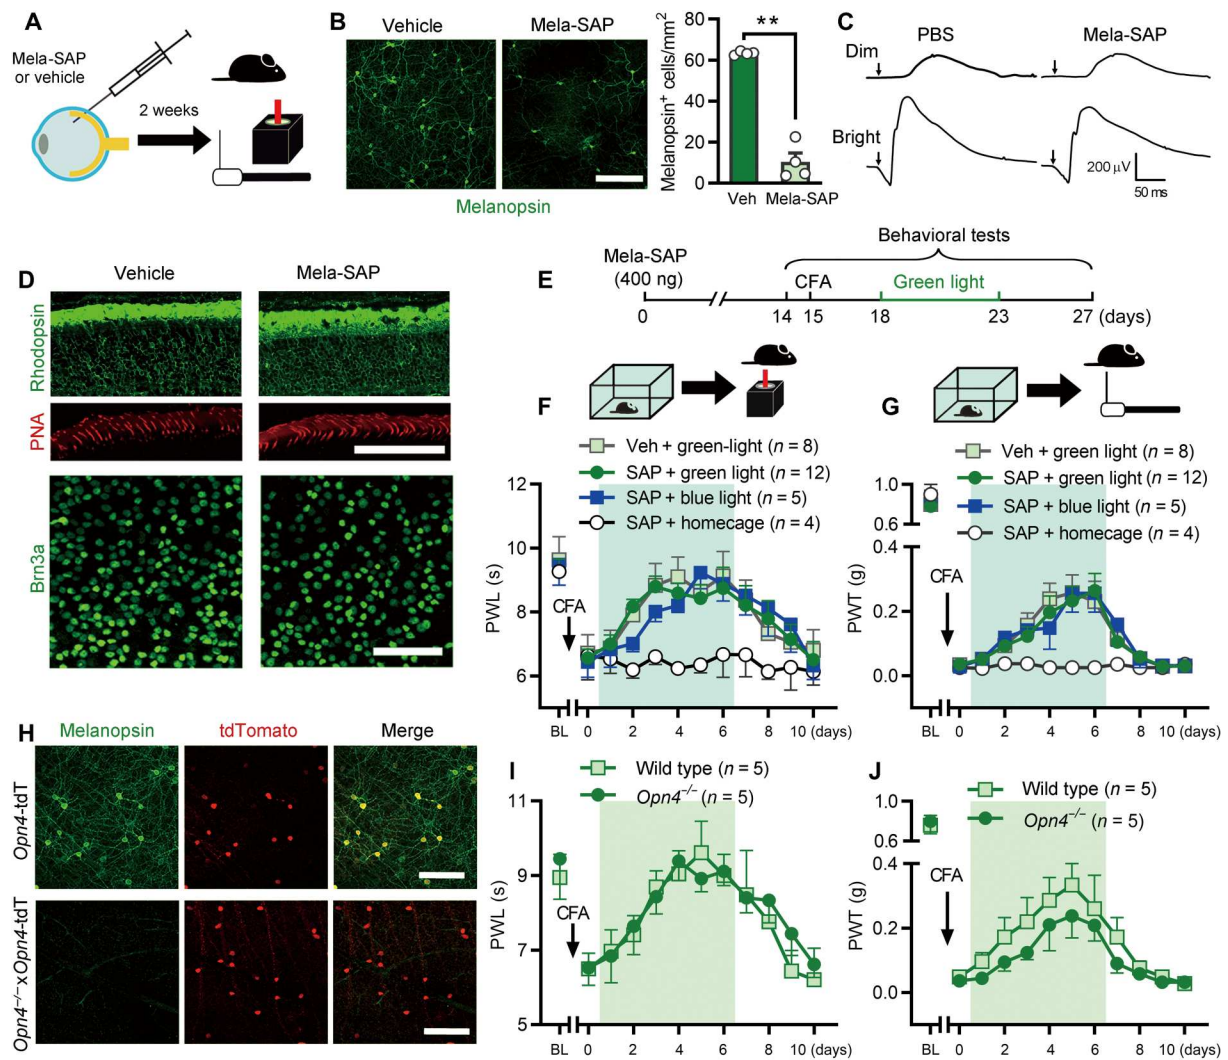 A
Mela-SAP
or vehicle
2 weeks
B
Vehicle
Mela-SAP
Melanopsin
Melanopsin⁺ cells/mm²
80
60
40
20
0
**
Veh
Mela-SAP
C
PBS
Mela-SAP
Dim
Bright
200 µV
50 ms
D
Vehicle
Mela-SAP
Rhodopsin
PNA
Brn3a
E
Mela-SAP
(400 ng)
Behavioral tests
CFA
Green light
0
14
15
18
23
27 (days)
F
Veh + green-light (n = 8)
SAP + green light (n = 12)
SAP + blue light (n = 5)
SAP + homecage (n = 4)
PWL (s)
12
10
8
6
CFA
BL
0
2
4
6
8
10 (days)
G
Veh + green light (n = 8)
SAP + green light (n = 12)
SAP + blue light (n = 5)
SAP + homecage (n = 4)
PWT (g)
1.0
0.6
0.4
0.2
0.0
CFA
BL
0
2
4
6
8
10 (days)
H
Melanopsin
tdTomato
Merge
Opn4-tdT
Opn4⁻/⁻xOpn4-tdT
I
Wild type (n = 5)
Opn4⁻/⁻ (n = 5)
PWL (s)
11
9
7
5
CFA
BL
0
2
4
6
8
10 (days)
J
Wild type (n = 5)
Opn4⁻/⁻ (n = 5)
PWT (g)
1.0
0.6
0.4
0.2
0.0
CFA
BL
0
2
4
6
8
10 (days)